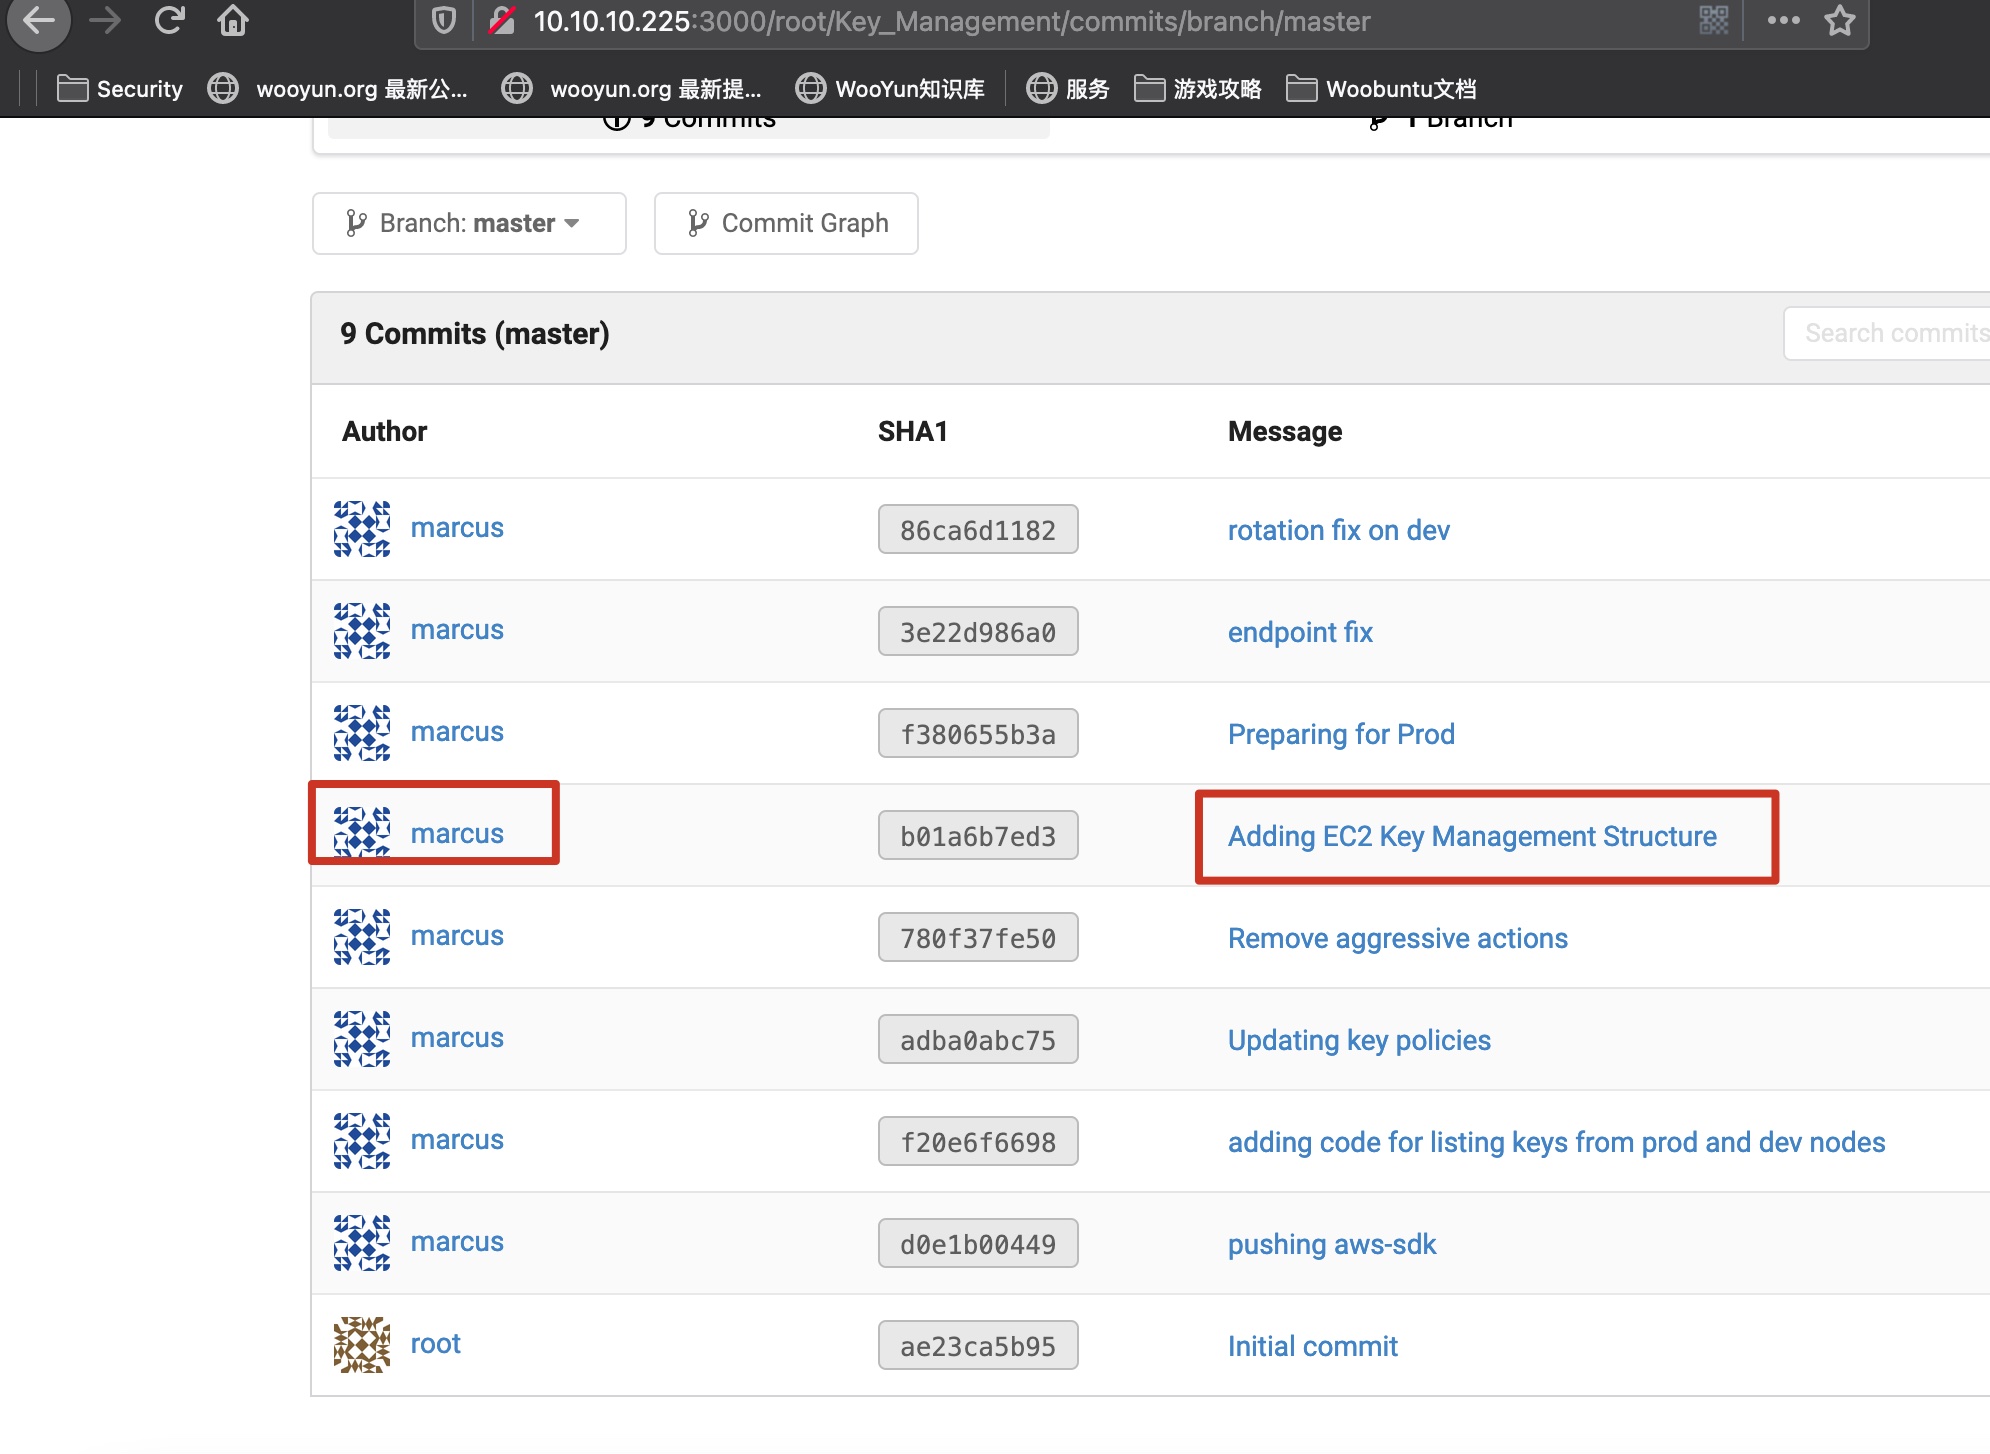 10.10.10.225:3000/root/Key_Management/commits/branch/master
Security wooyun.org 最新公... wooyun.org 最新提... WooYun知识库 服务 游戏攻略 Woobuntu文档
9 Commits 1 Branch
Branch: master Commit Graph
9 Commits (master) Search commits
Author SHA1 Message
marcus 86ca6d1182 rotation fix on dev
marcus 3e22d986a0 endpoint fix
marcus f380655b3a Preparing for Prod
marcus b01a6b7ed3 Adding EC2 Key Management Structure
marcus 780f37fe50 Remove aggressive actions
marcus adba0abc75 Updating key policies
marcus f20e6f6698 adding code for listing keys from prod and dev nodes
marcus d0e1b00449 pushing aws-sdk
root ae23ca5b95 Initial commit